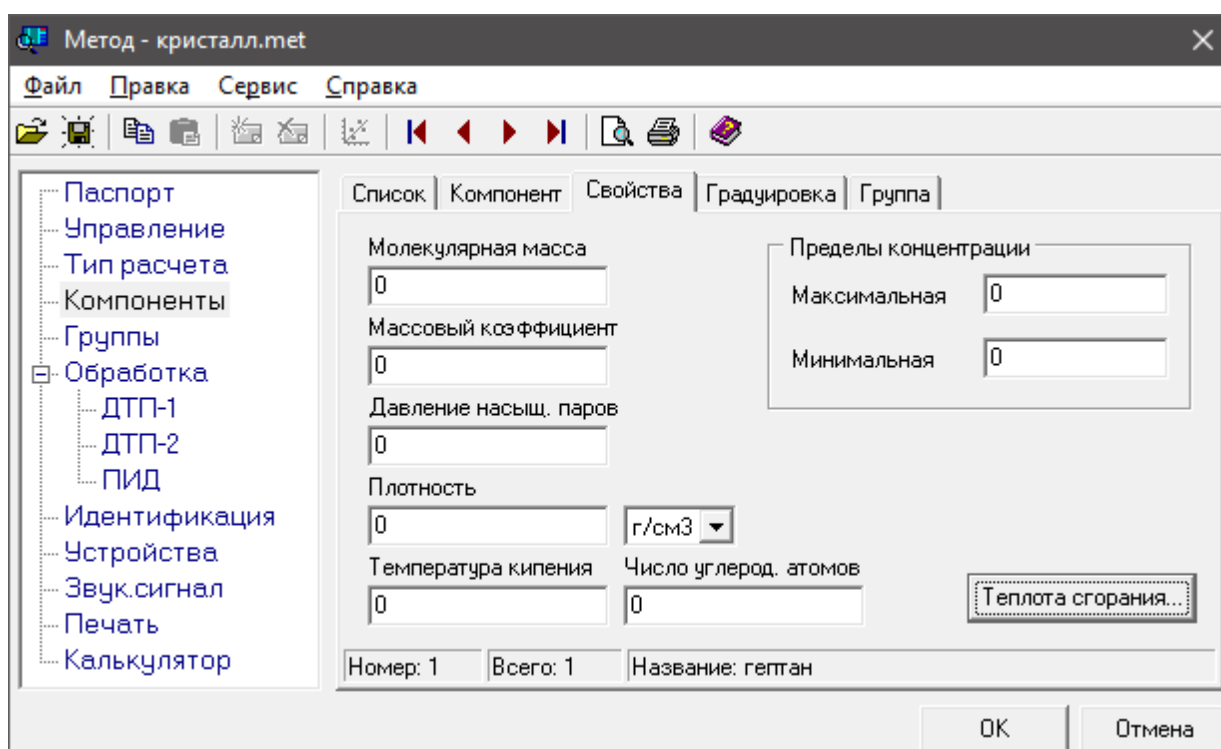 Метод - кристалл.met
Файл Правка Сервис Справка
Паспорт
Управление
Тип расчета
Компоненты
Группы
Обработка
ДТП-1
ДТП-2
ПИД
Идентификация
Устройства
Звук.сигнал
Печать
Калькулятор
Список Компонент Свойства Градуировка Группа
Молекулярная масса
0
Массовый коэффициент
0
Давление насыщ. паров
0
Плотность
0 г/см3
Температура кипения Число углерод. атомов
0 0
Пределы концентрации
Максимальная 0
Минимальная 0
Теплота сгорания...
Номер: 1 Всего: 1 Название: гептан
OK Отмена